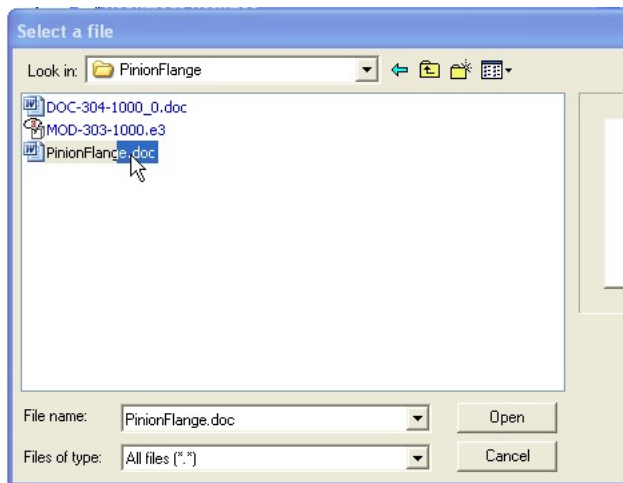 Select a file
Look in: PinionFlange
DOC-304-1000_0.doc
MOD-303-1000.e3
PinionFlange.doc
File name: PinionFlange.doc Open
Files of type: All files (*.*) Cancel